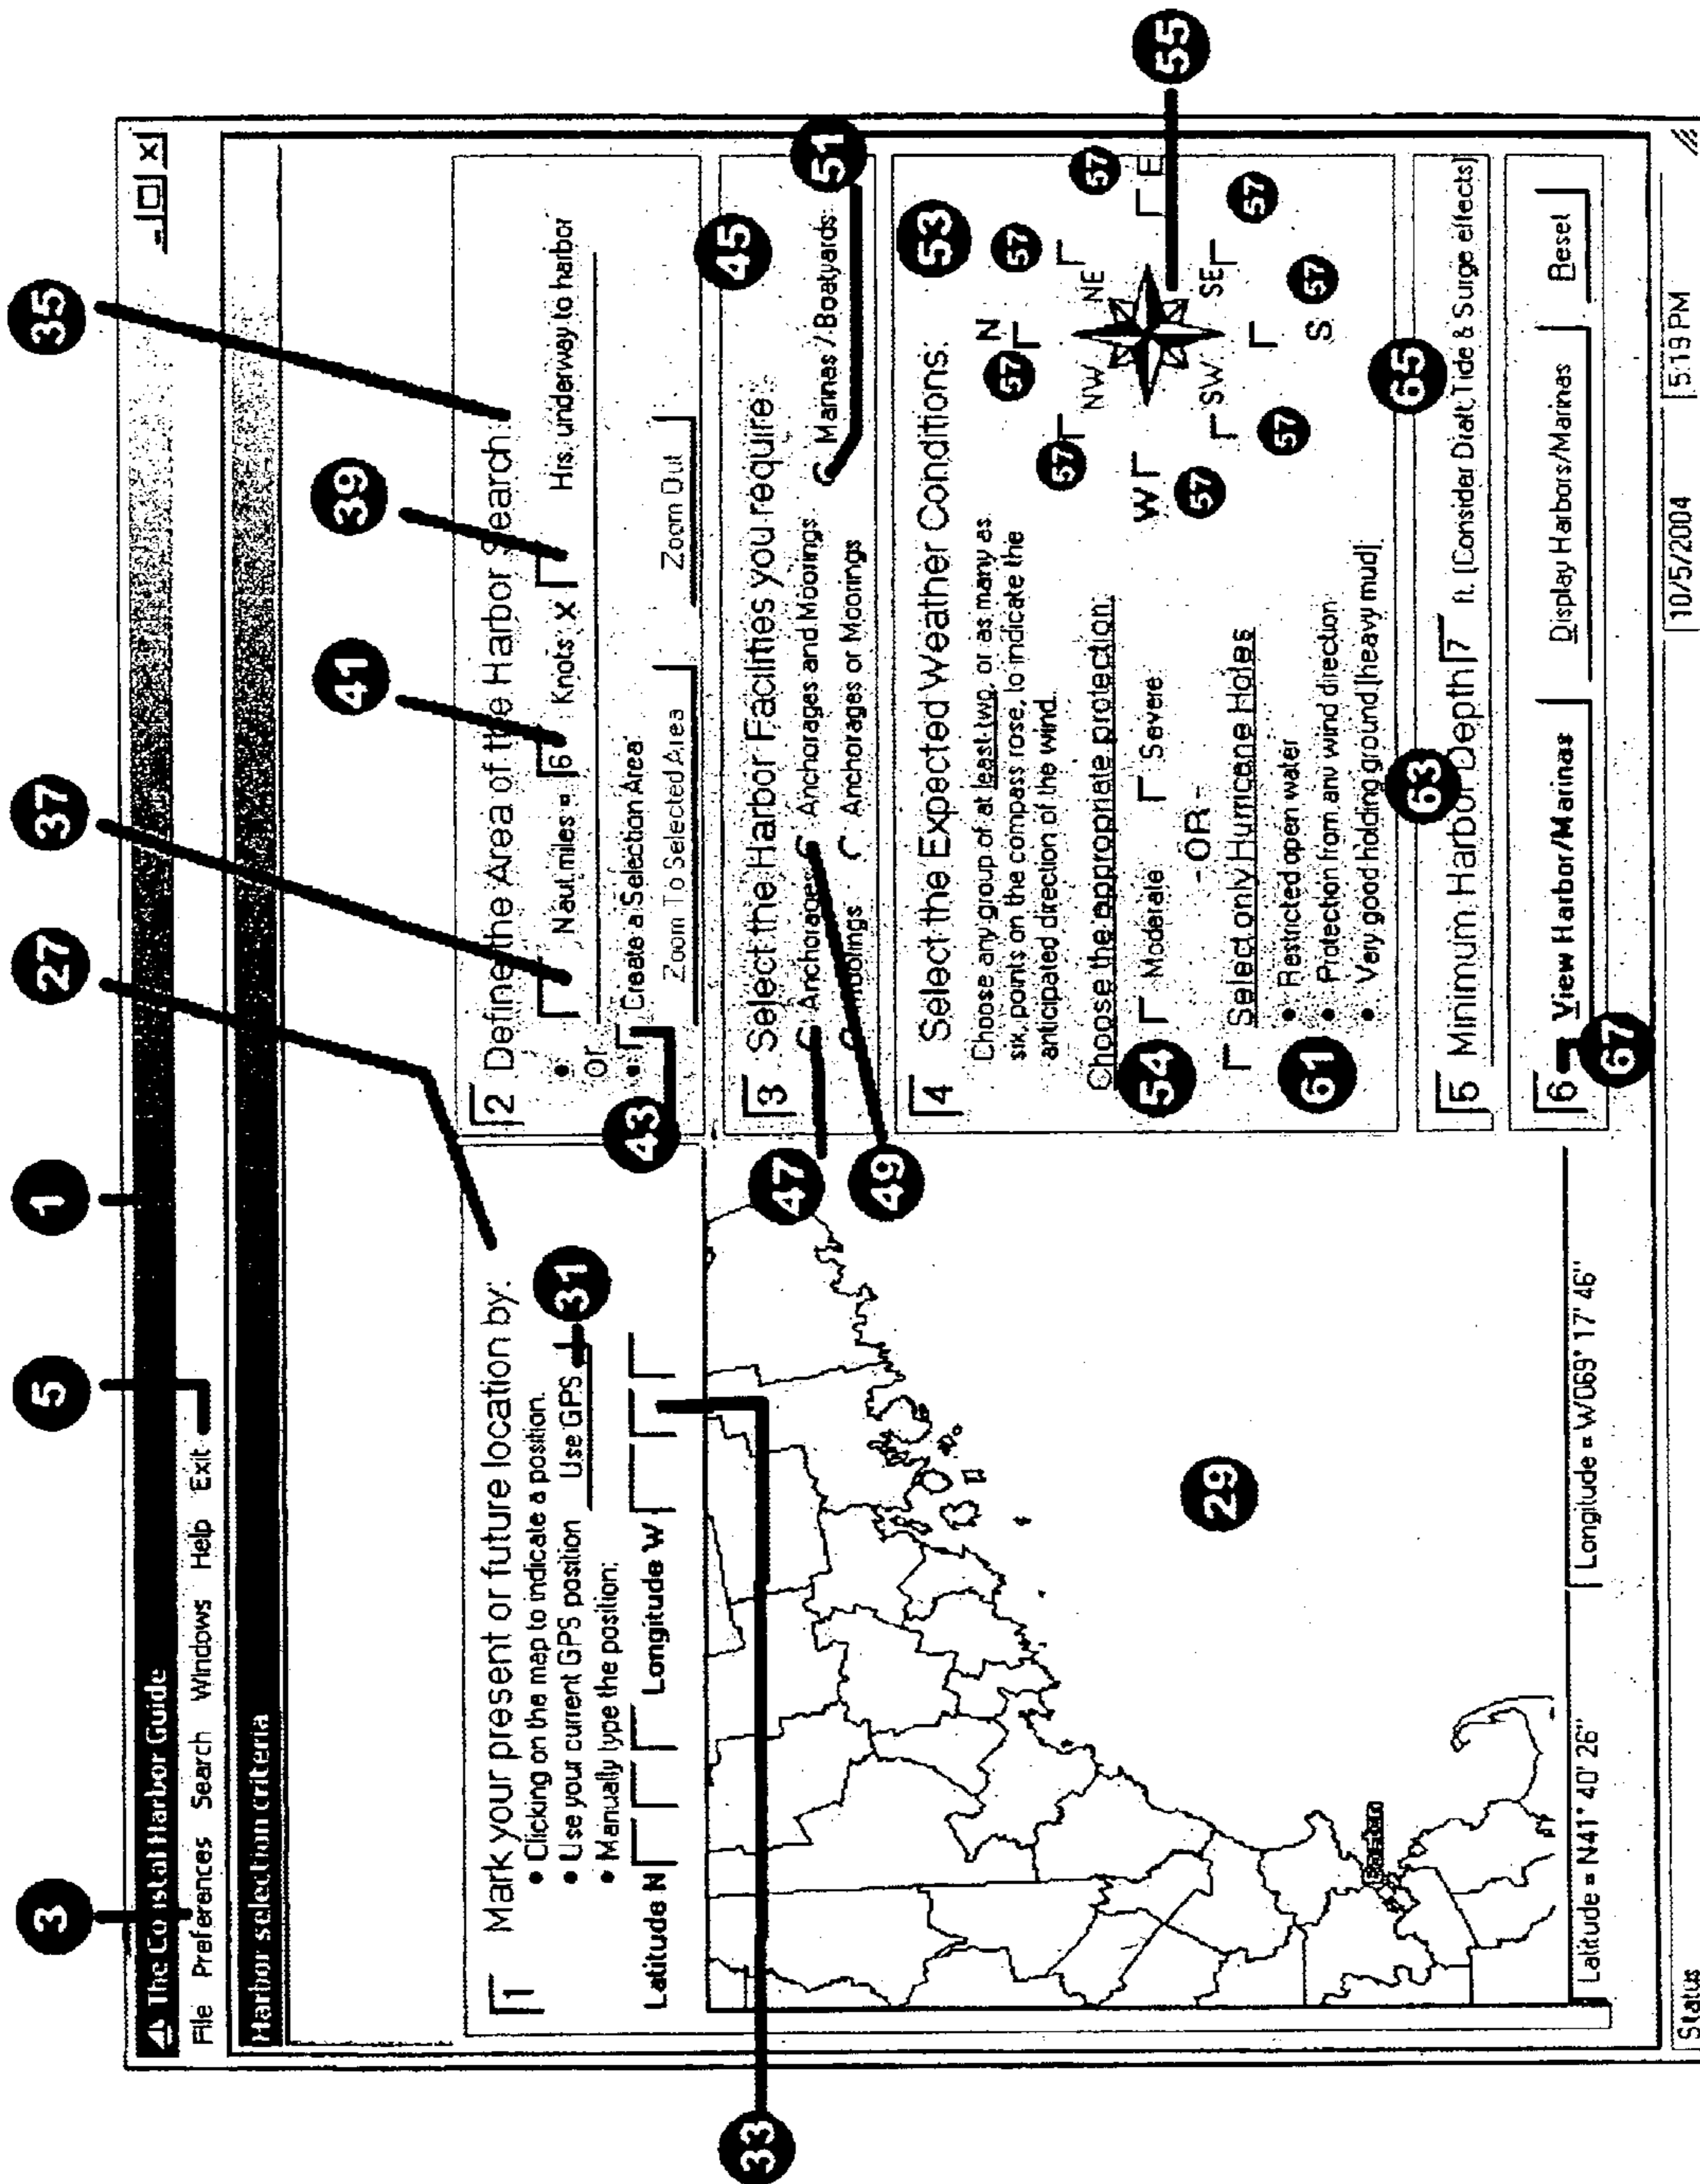 The Coastal Harbor Guide
File Preferences Search Windows Help Exit
Harbor selection criteria
1 Mark your present or future location by:
• Clicking on the map to indicate a position.
• Use your current GPS position Use GPS
• Manually type the position:
Latitude N Longitude W
Boston
Latitude = N41° 40' 26"
Longitude = W069° 17' 46"
2 Define the Area of the Harbor Search:
• Naut.miles = 6 Knots X Hrs. underway to harbor
or
• Create a Selection Area
Zoom To Selected Area Zoom Out
3 Select the Harbor Facilities you require:
Anchorages Anchorages and Moorings Marinas / Boatyards
Moorings Anchorages or Moorings
4 Select the Expected Weather Conditions:
Choose any group of at least two, or as many as
six, points on the compass rose, to indicate the
anticipated direction of the wind.
Choose the appropriate protection
Moderate Severe
- OR -
Select only Hurricane Holes
• Restricted open water
• Protection from any wind direction
• Very good holding ground (heavy mud)
N
NW NE
W E
SW SE
S
5 Minimum Harbor Depth 7 ft. (Consider Draft, Tide & Surge effects)
6 View Harbor/Marinas Display Harbors/Marinas Reset
Status 10/5/2004 5:19 PM
1
3
5
27
29
31
33
35
37
39
41
43
45
47
49
51
53
54
55
57
57
57
57
57
57
57
57
61
63
65
67